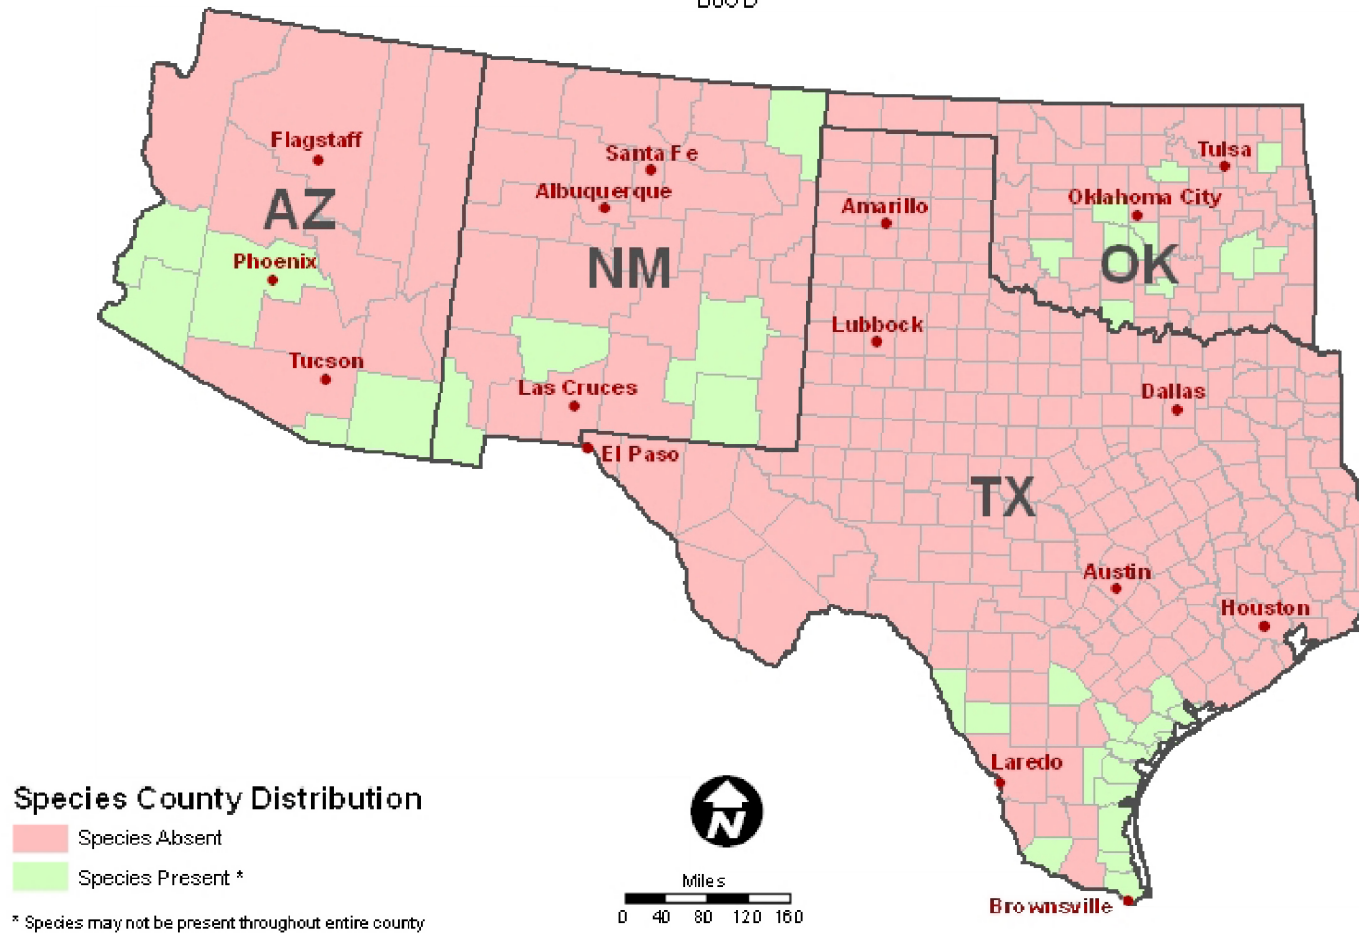 Flagstaff
Santa Fe
Tulsa
Albuquerque
Amarillo
Oklahoma City
AZ
Phoenix
NM
OK
Lubbock
Tucson
Las Cruces
Dallas
El Paso
TX
Austin
Houston
Laredo
Species County Distribution
Species Absent
Species Present *
* Species may not be present throughout entire county
N
Miles
0 40 80 120 160
Brownsville